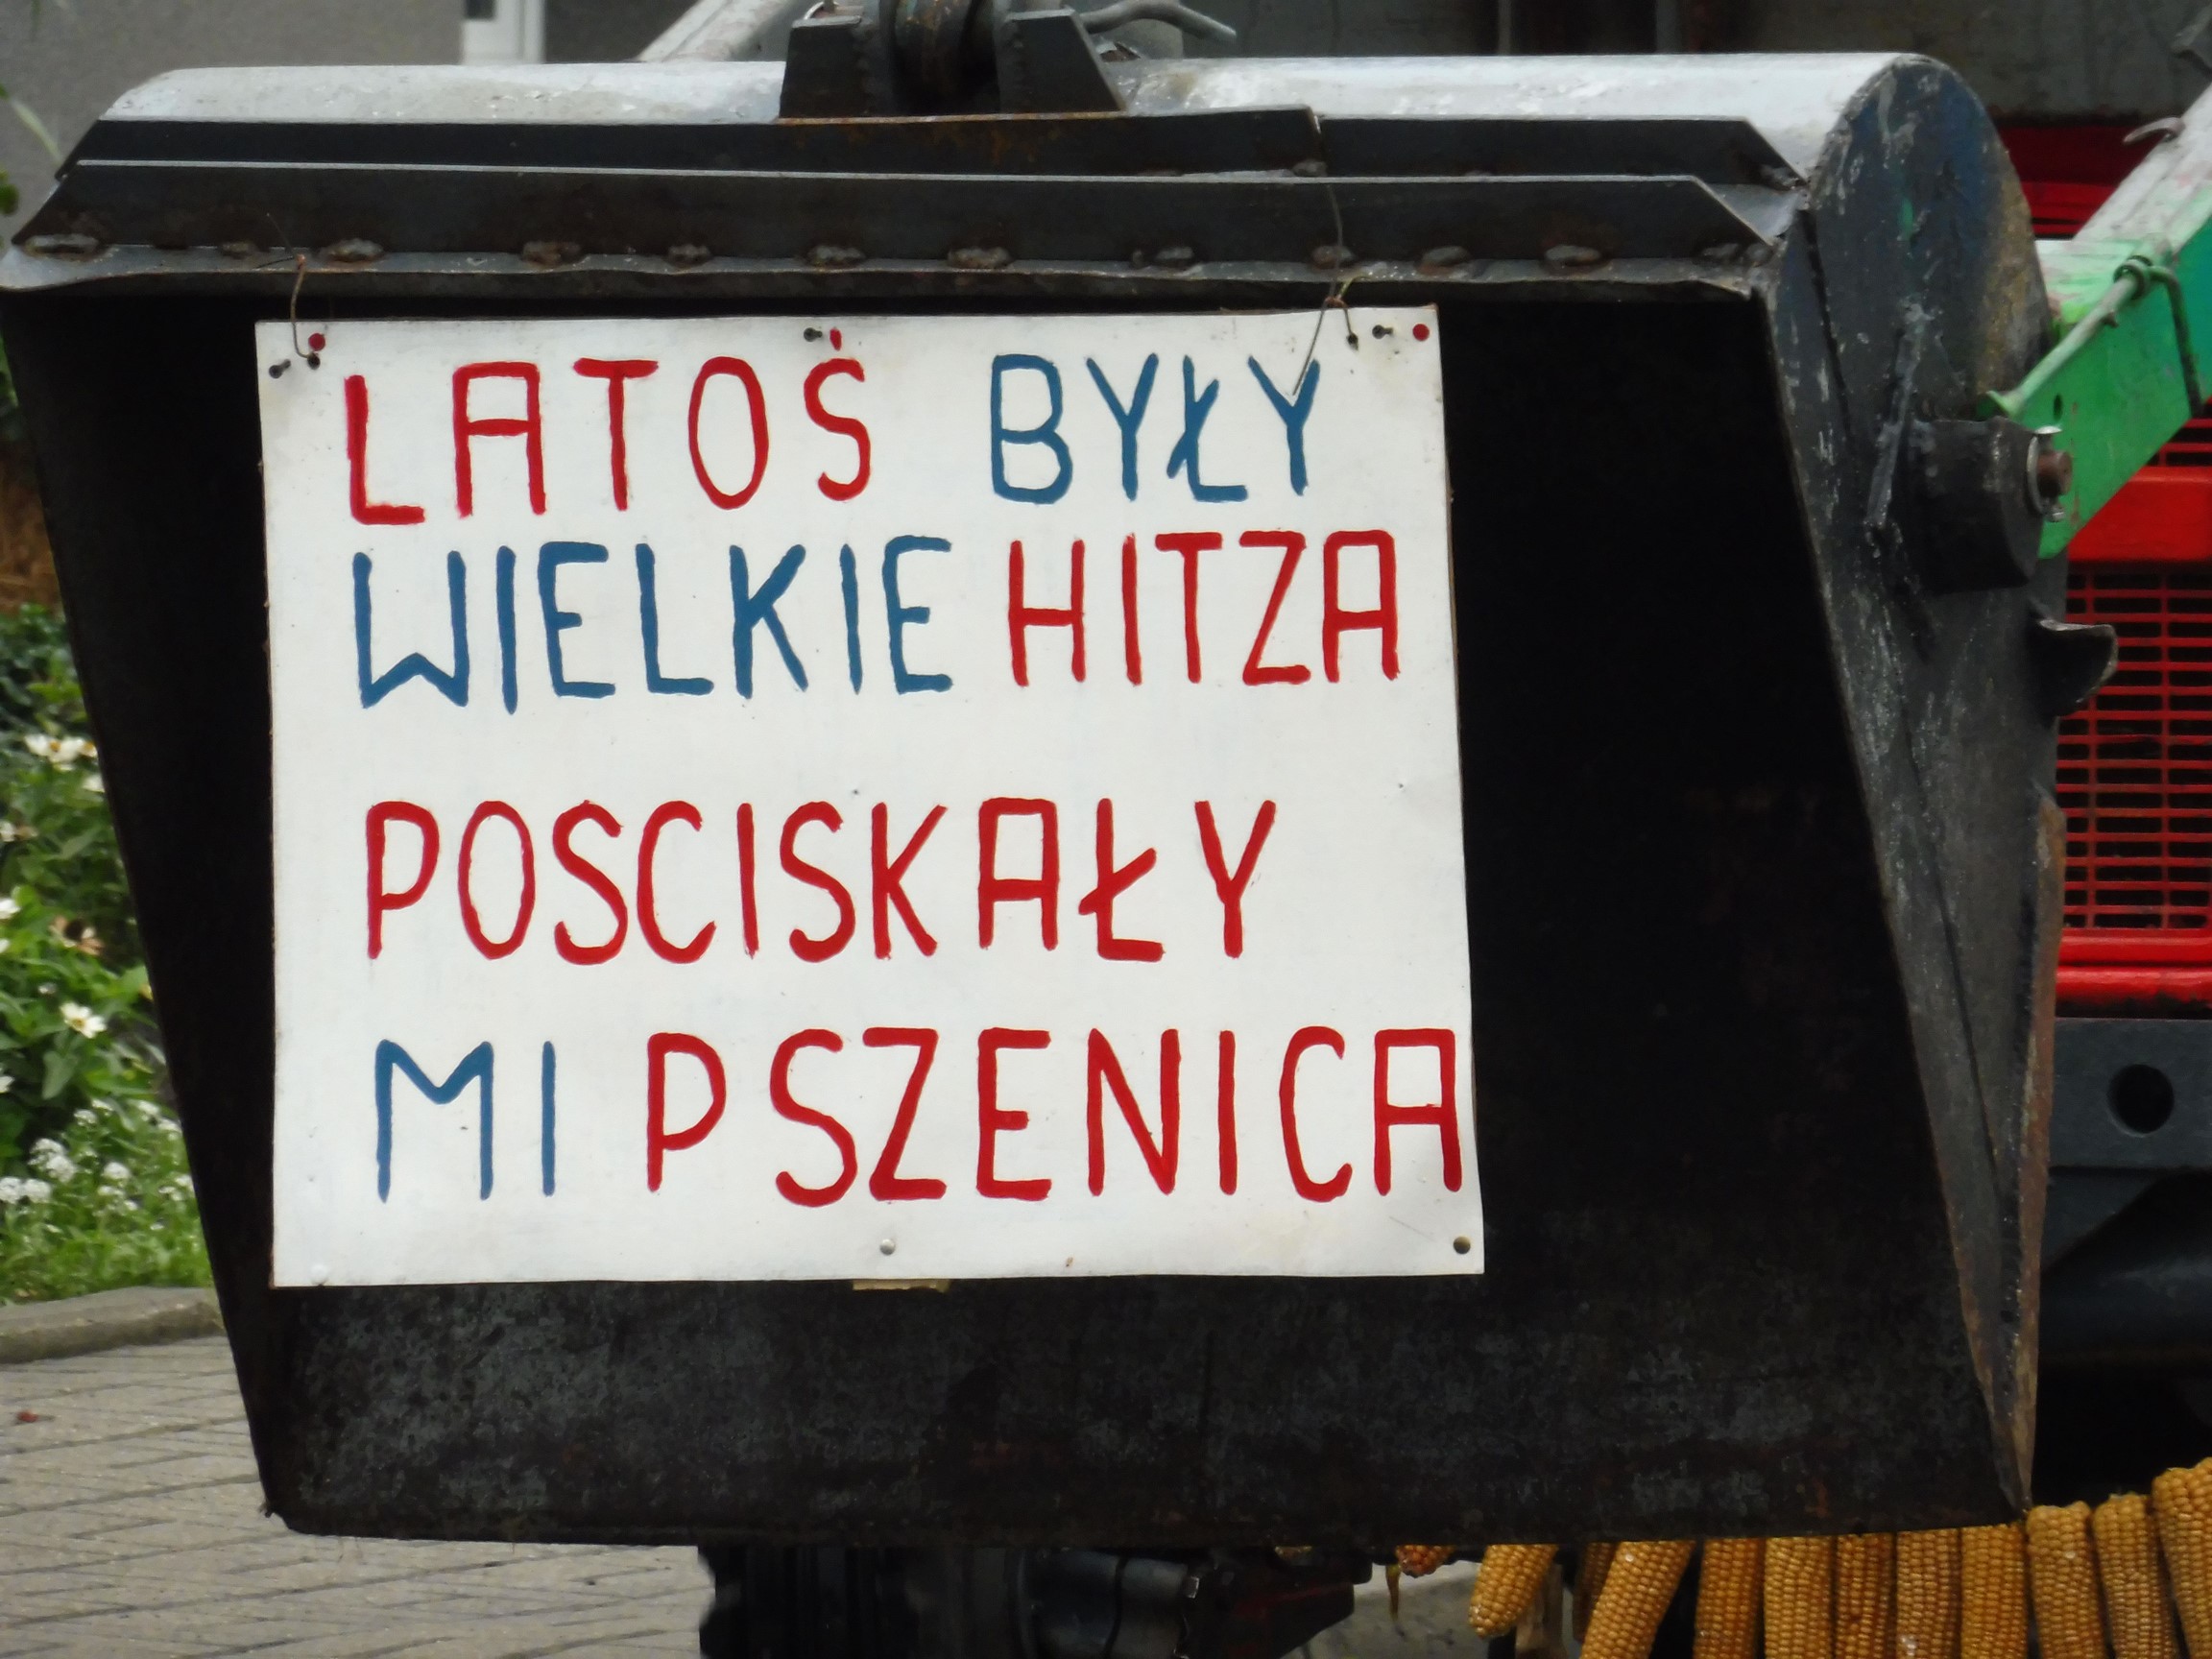 LATOŚ BYŁY
WIELKIE HITZA
POSCISKAŁY
MI PSZENICA